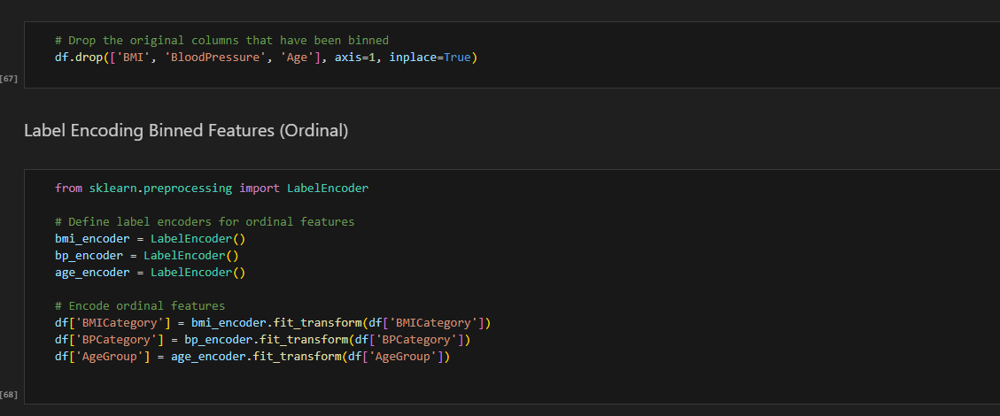 # Drop the original columns that have been binned
df.drop(['BMI', 'BloodPressure', 'Age'], axis=1, inplace=True)
[67]
Label Encoding Binned Features (Ordinal)
from sklearn.preprocessing import LabelEncoder
# Define label encoders for ordinal features
bmi_encoder = LabelEncoder()
bp_encoder = LabelEncoder()
age_encoder = LabelEncoder()
# Encode ordinal features
df['BMICategory'] = bmi_encoder.fit_transform(df['BMICategory'])
df['BPCategory'] = bp_encoder.fit_transform(df['BPCategory'])
df['AgeGroup'] = age_encoder.fit_transform(df['AgeGroup'])
[68]